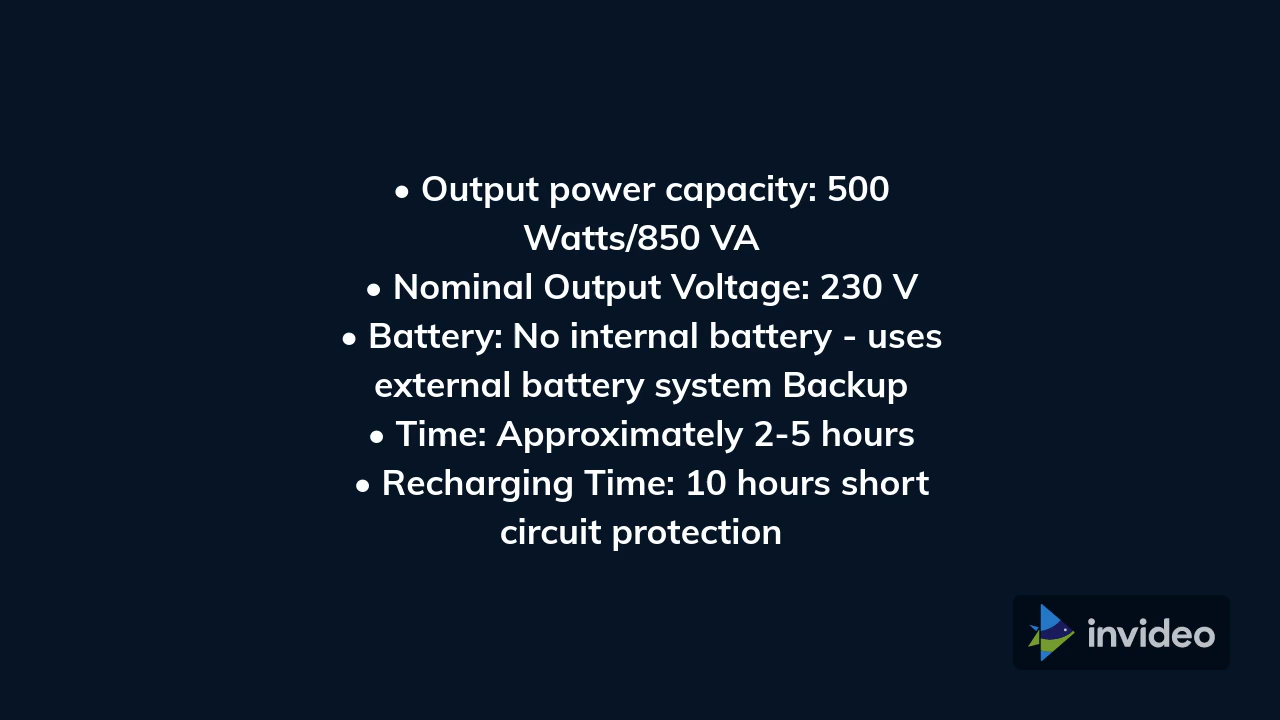 • Output power capacity: 500
Watts/850 VA
• Nominal Output Voltage: 230 V
• Battery: No internal battery - uses
external battery system Backup
• Time: Approximately 2-5 hours
• Recharging Time: 10 hours short
circuit protection
invideo